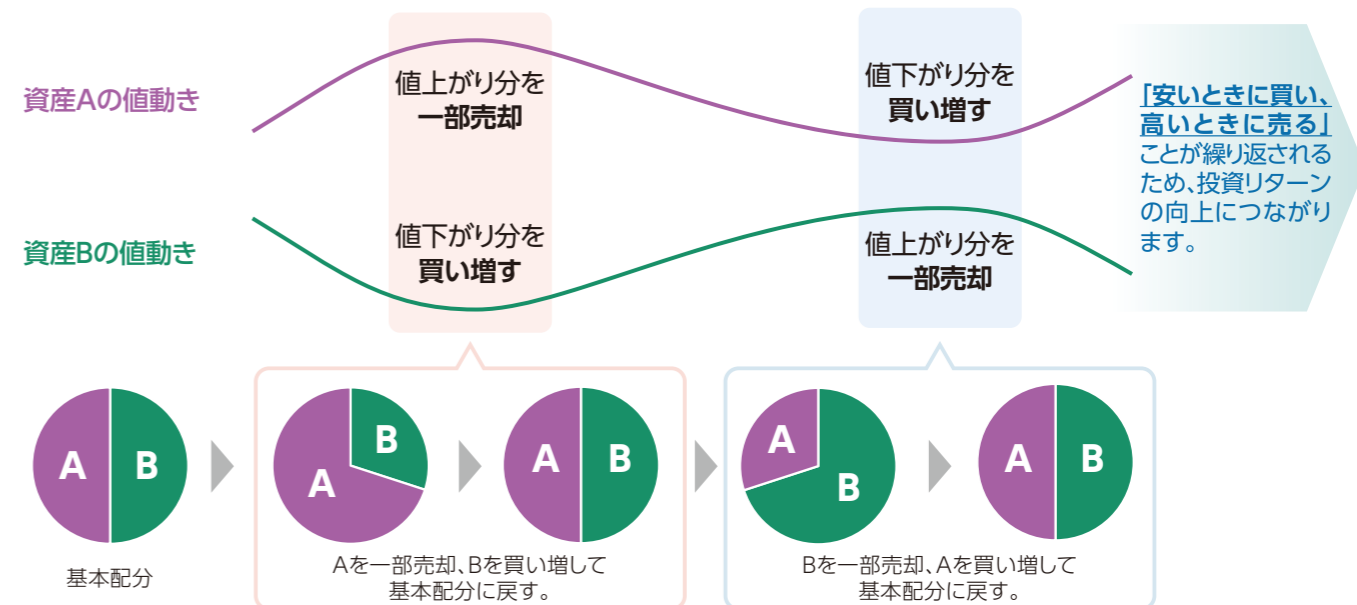 資産Aの値動き
値上がり分を
一部売却
値下がり分を
買い増す
「安いときに買い、
高いときに売る」
ことが繰り返される
ため、投資リターン
の向上につながり
ます。
資産Bの値動き
値下がり分を
買い増す
値上がり分を
一部売却
A
B
A
B
A
B
A
B
A
B
基本配分
Aを一部売却、Bを買い増して
基本配分に戻す。
Bを一部売却、Aを買い増して
基本配分に戻す。